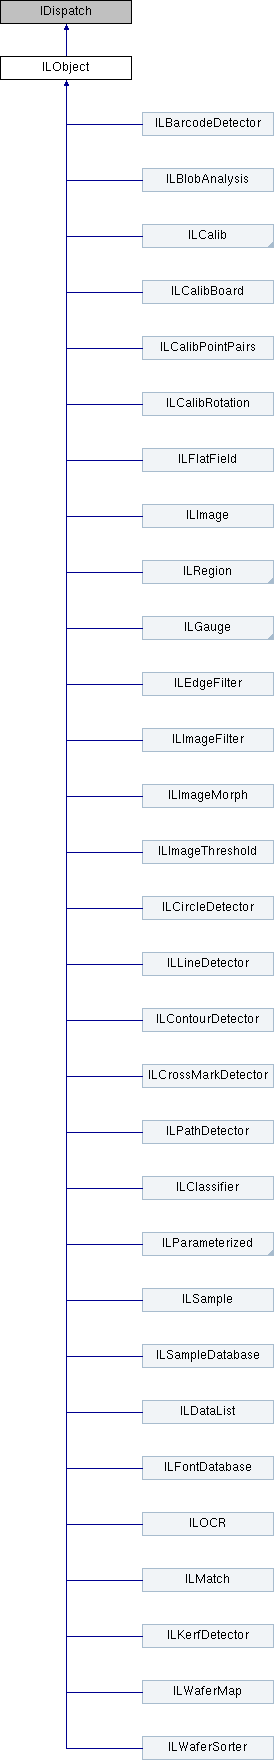 IDispatch
ILObject
ILBarcodeDetector
ILBlobAnalysis
ILCalib
ILCalibBoard
ILCalibPointPairs
ILCalibRotation
ILFlatField
ILImage
ILRegion
ILGauge
ILEdgeFilter
ILImageFilter
ILImageMorph
ILImageThreshold
ILCircleDetector
ILLineDetector
ILContourDetector
ILCrossMarkDetector
ILPathDetector
ILClassifier
ILParameterized
ILSample
ILSampleDatabase
ILDataList
ILFontDatabase
ILOCR
ILMatch
ILKerfDetector
ILWaferMap
ILWaferSorter